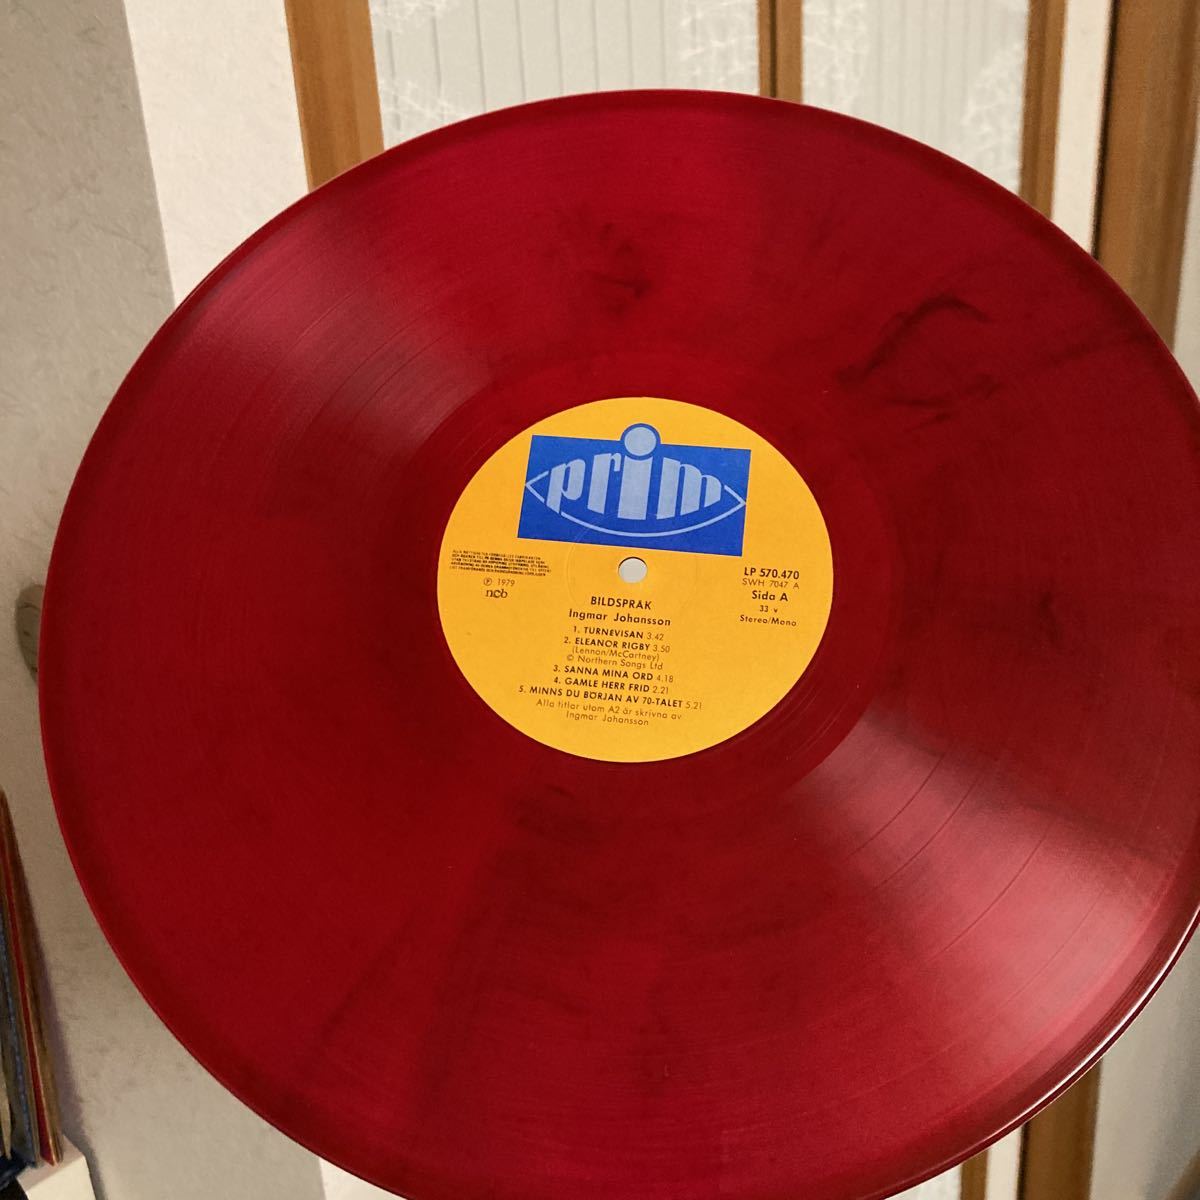 prim
LP 570.470
SWH 7047 A
Sida A
33 v
Stereo/Mono
℗ 1979
ncb
BILDSPRÅK
Ingmar Johansson
1. TURNEVISAN 3.42
2. ELEANOR RIGBY 3.50
(Lennon/McCartney)
© Northern Songs Ltd
3. SANNA MINA ORD 4.18
4. GAMLE HERR FRID 2.21
5. MINNS DU BÖRJAN AV 70-TALET 5.21
Alla titlar utom A2 är skrivna av
Ingmar Johansson